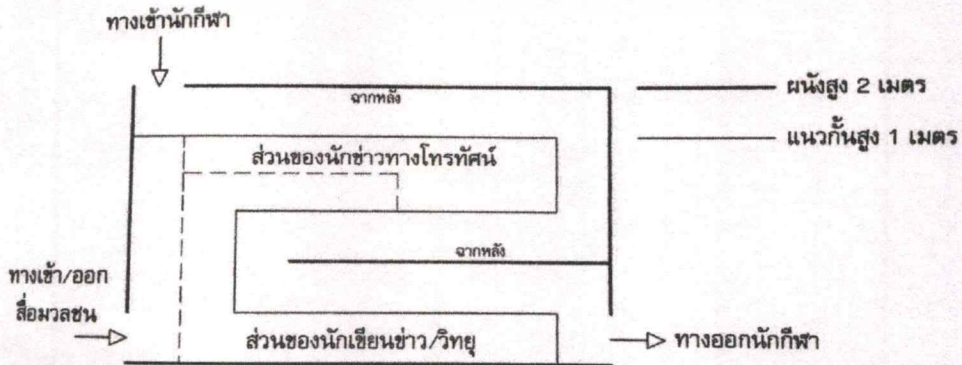 ทางเข้านักกีฬา
ฉากหลัง
ผนังสูง 2 เมตร
แนวกั้นสูง 1 เมตร
ส่วนของนักข่าวทางโทรทัศน์
ฉากหลัง
ทางเข้า/ออก
สื่อมวลชน
ส่วนของนักเขียนข่าว/วิทยุ
ทางออกนักกีฬา